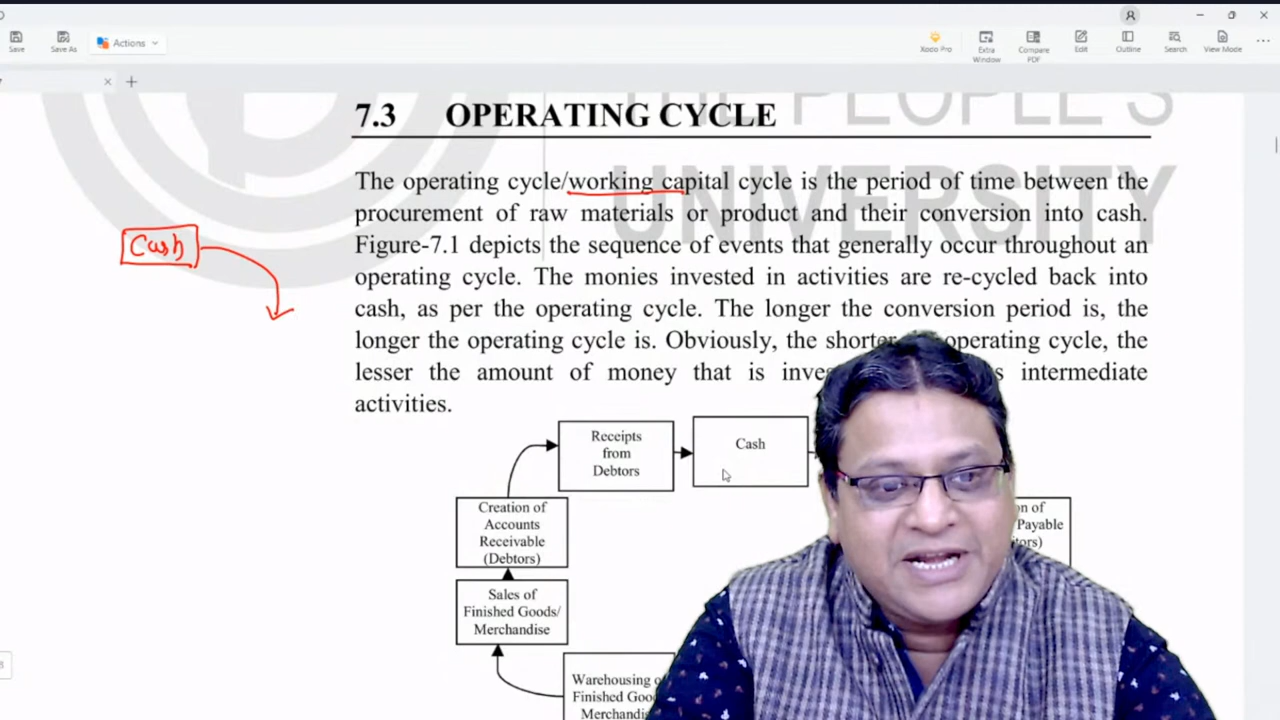 Save
Save As
Actions
Xodo Pro
Extra Window
Compare PDF
Edit
Outline
Search
View Mode
THE PEOPLE'S
UNIVERSITY
7.3 OPERATING CYCLE
The operating cycle/working capital cycle is the period of time between the
procurement of raw materials or product and their conversion into cash.
Figure-7.1 depicts the sequence of events that generally occur throughout an
operating cycle. The monies invested in activities are re-cycled back into
cash, as per the operating cycle. The longer the conversion period is, the
longer the operating cycle is. Obviously, the shorter operating cycle, the
lesser the amount of money that is intermediate
activities.
Cash
Receipts
from
Debtors
Cash
Creation of
Accounts
Receivable
(Debtors)
of
Payable
Sales of
Finished Goods/
Merchandise
Warehousing
Finished